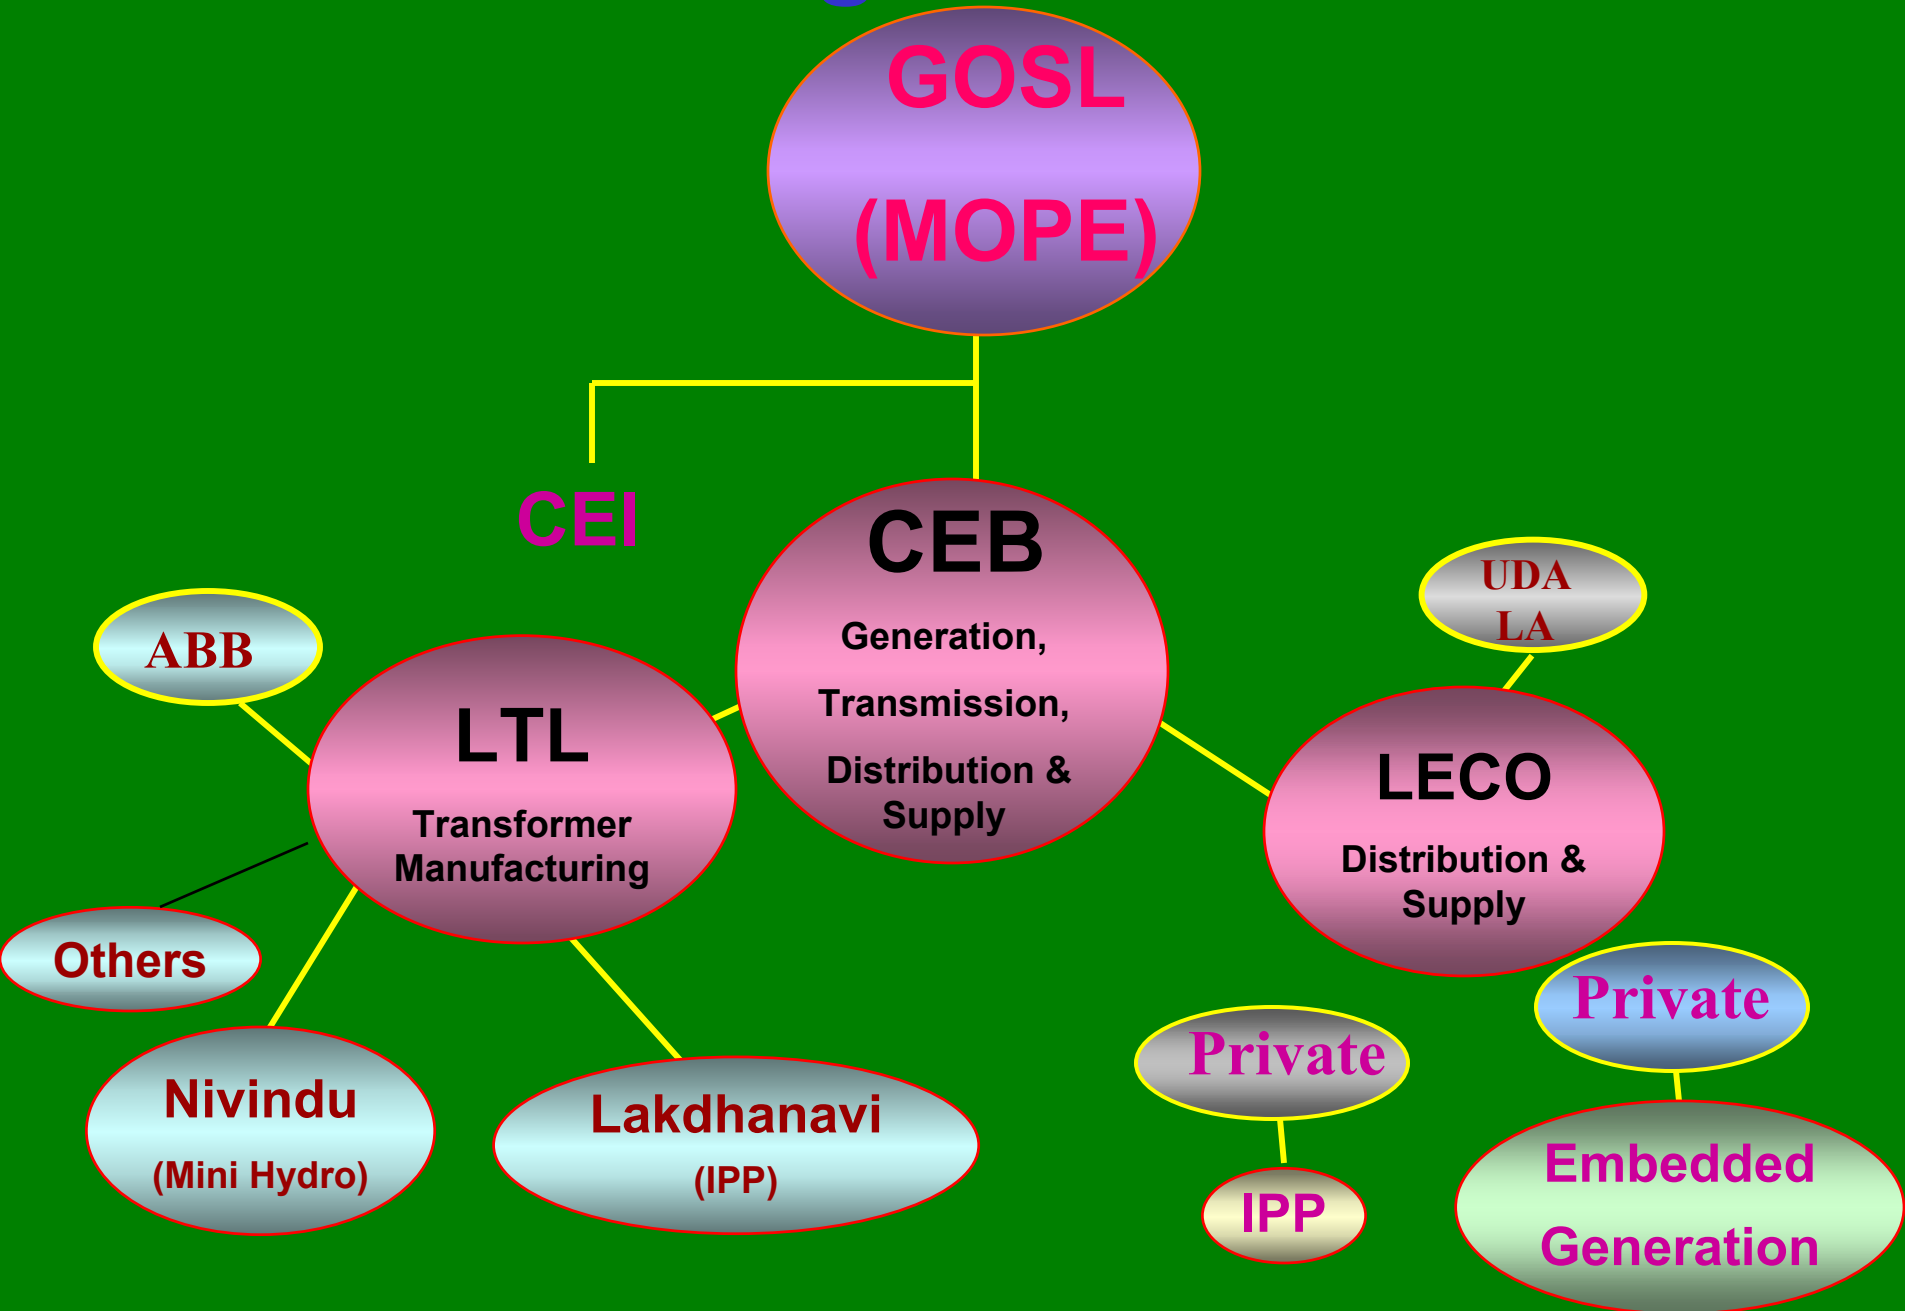 GOSL
(MOPE)
CEI
CEB
Generation,
Transmission,
Distribution &
Supply
UDA
LA
ABB
LTL
Transformer
Manufacturing
LECO
Distribution &
Supply
Others
Private
Private
Nivindu
(Mini Hydro)
Lakdhanavi
(IPP)
IPP
Embedded
Generation